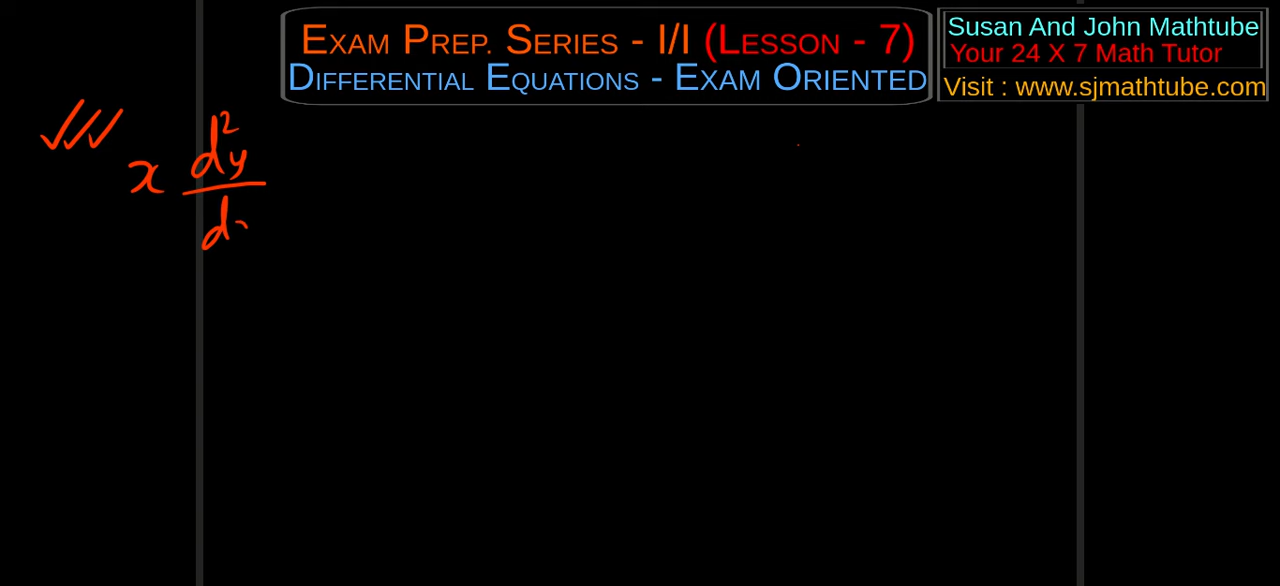 Exam Prep. Series - I/I (Lesson - 7)
Differential Equations - Exam Oriented
Susan And John Mathtube
Your 24 X 7 Math Tutor
Visit : www.sjmathtube.com
x d²y
d